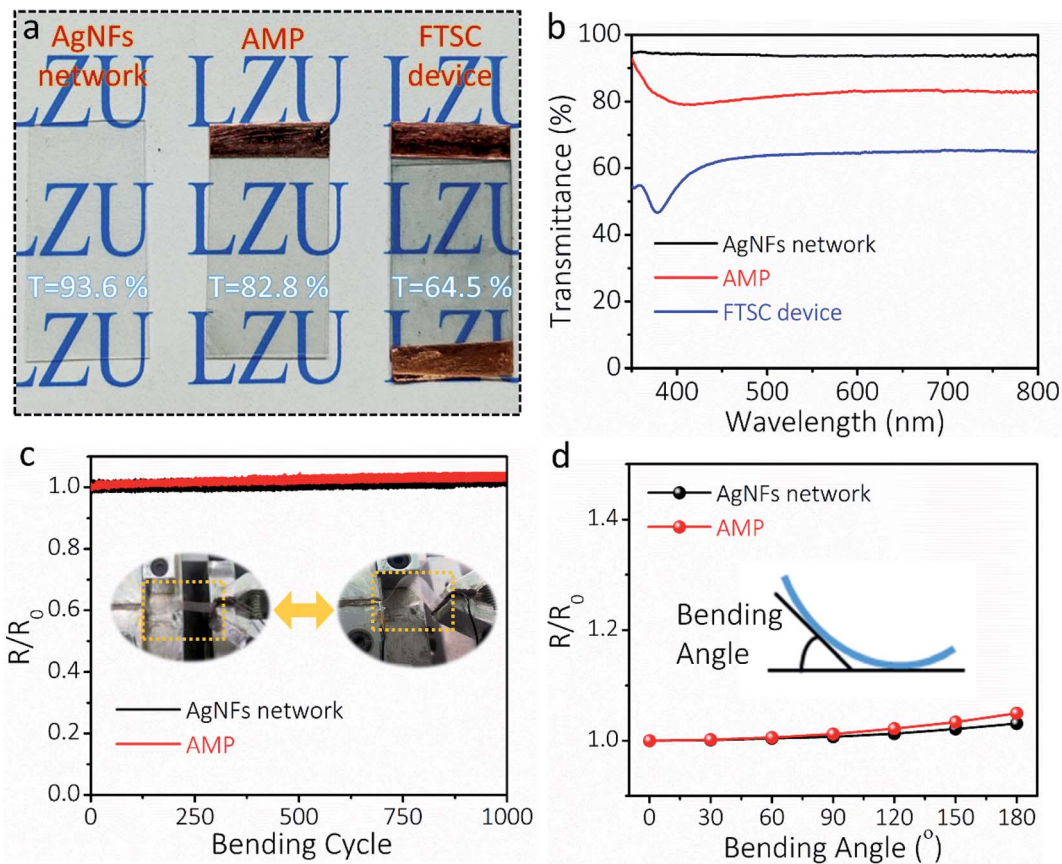 a
AgNFs
network
AMP
FTSC
device
LZU LZU LZU
LZU LZU LZU
T=93.6 % T=82.8 % T=64.5 %
LZU LZU LZU
b
100
80
60
40
20
0
Transmittance (%)
AgNFs network
AMP
FTSC device
400 500 600 700 800
Wavelength (nm)
c
1.0
0.8
0.6
0.4
0.2
0.0
R/R0
AgNFs network
AMP
0 250 500 750 1000
Bending Cycle
d
1.4
1.2
1.0
R/R0
AgNFs network
AMP
Bending
Angle
0 30 60 90 120 150 180
Bending Angle (°)